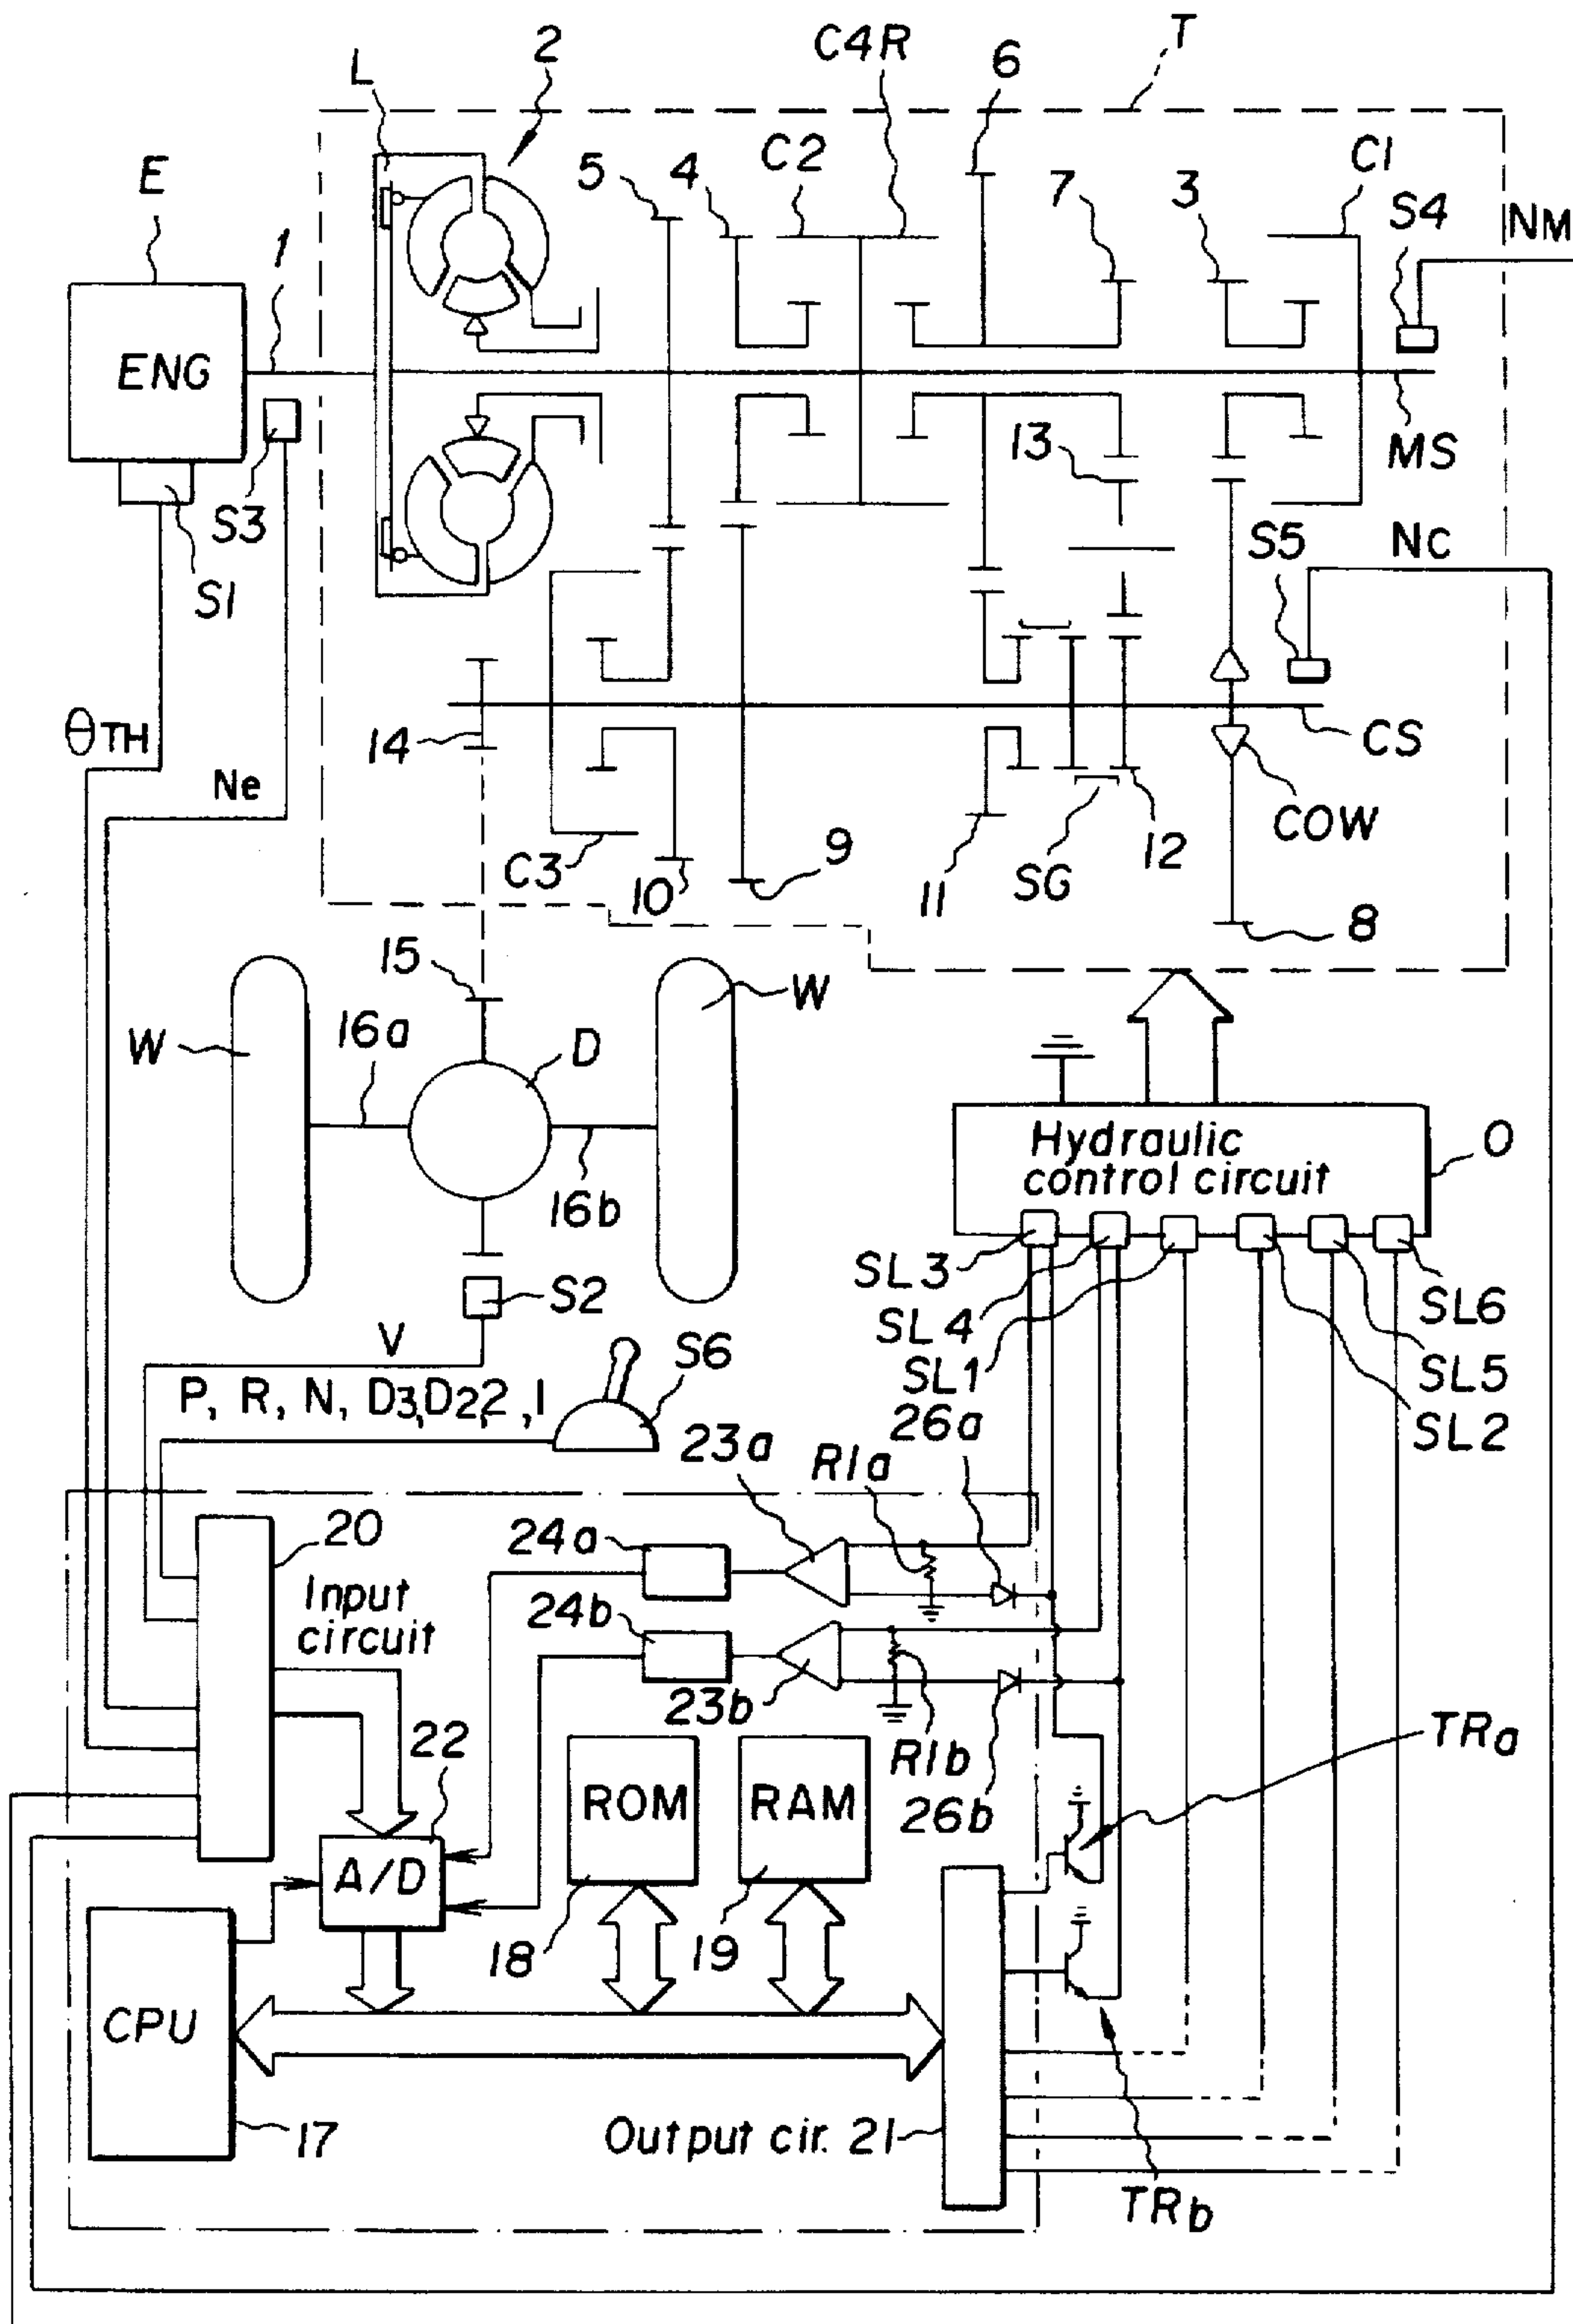 T
C4R
6
2
L
C2
C1
E
5
4
7
3
S4
NM
1
ENG
13
MS
S3
S1
S5
NC
θTH
14
CS
Ne
COW
C3
10
9
11
SG
12
8
15
W
W
16a
D
16b
Hydraulic
control circuit
O
SL3
SL4
SL1
SL6
SL5
SL2
S2
V
S6
P, R, N, D3, D2, 2, 1
23a
R1a
26a
20
24a
Input
circuit
24b
23b
22
R1b
26b
TRa
ROM
RAM
A/D
18
19
CPU
17
Output cir. 21
TRb